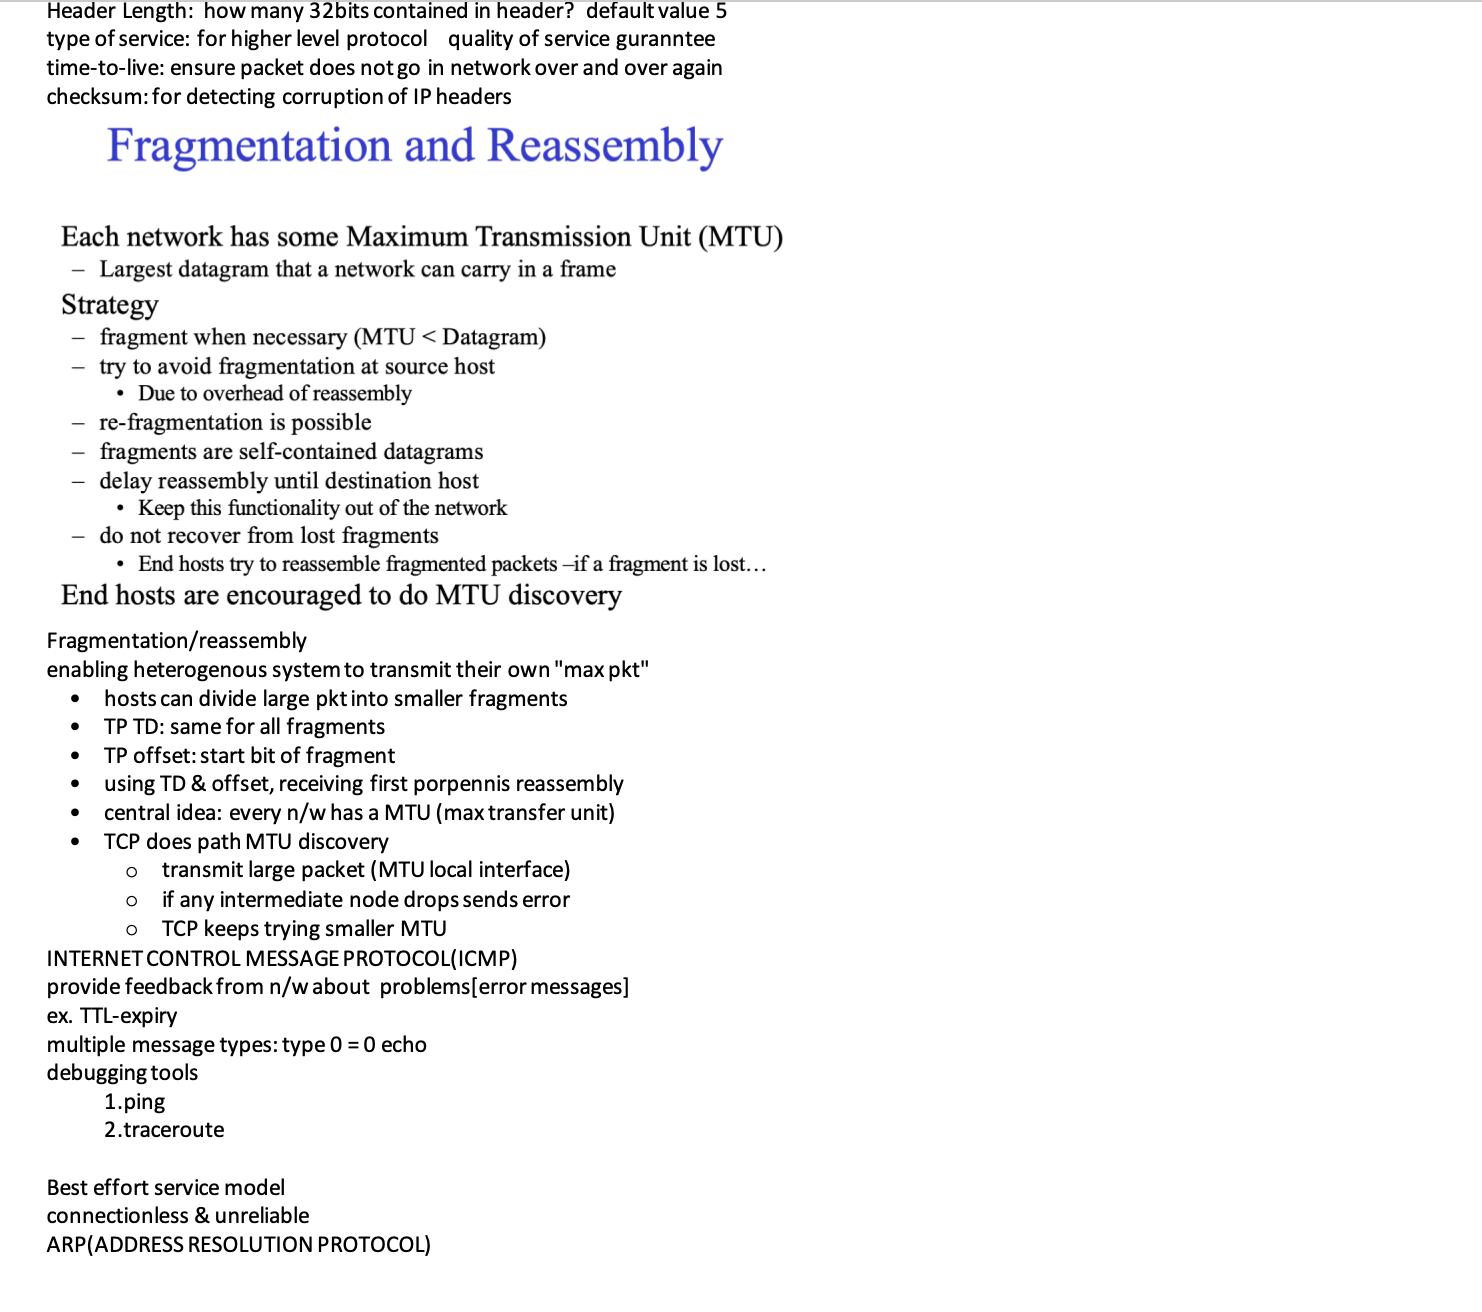 Header Length: how many 32bits contained in header? default value 5
type of service: for higher level protocol quality of service guranntee
time-to-live: ensure packet does not go in network over and over again
checksum: for detecting corruption of IP headers
Fragmentation and Reassembly
Each network has some Maximum Transmission Unit (MTU)
– Largest datagram that a network can carry in a frame
Strategy
– fragment when necessary (MTU < Datagram)
– try to avoid fragmentation at source host
• Due to overhead of reassembly
– re-fragmentation is possible
– fragments are self-contained datagrams
– delay reassembly until destination host
• Keep this functionality out of the network
– do not recover from lost fragments
• End hosts try to reassemble fragmented packets –if a fragment is lost…
End hosts are encouraged to do MTU discovery
Fragmentation/reassembly
enabling heterogenous system to transmit their own "max pkt"
• hosts can divide large pkt into smaller fragments
• TP TD: same for all fragments
• TP offset: start bit of fragment
• using TD & offset, receiving first porpennis reassembly
• central idea: every n/w has a MTU (max transfer unit)
• TCP does path MTU discovery
o transmit large packet (MTU local interface)
o if any intermediate node drops sends error
o TCP keeps trying smaller MTU
INTERNET CONTROL MESSAGE PROTOCOL(ICMP)
provide feedback from n/w about problems[error messages]
ex. TTL-expiry
multiple message types: type 0 = 0 echo
debugging tools
1.ping
2.traceroute
Best effort service model
connectionless & unreliable
ARP(ADDRESS RESOLUTION PROTOCOL)